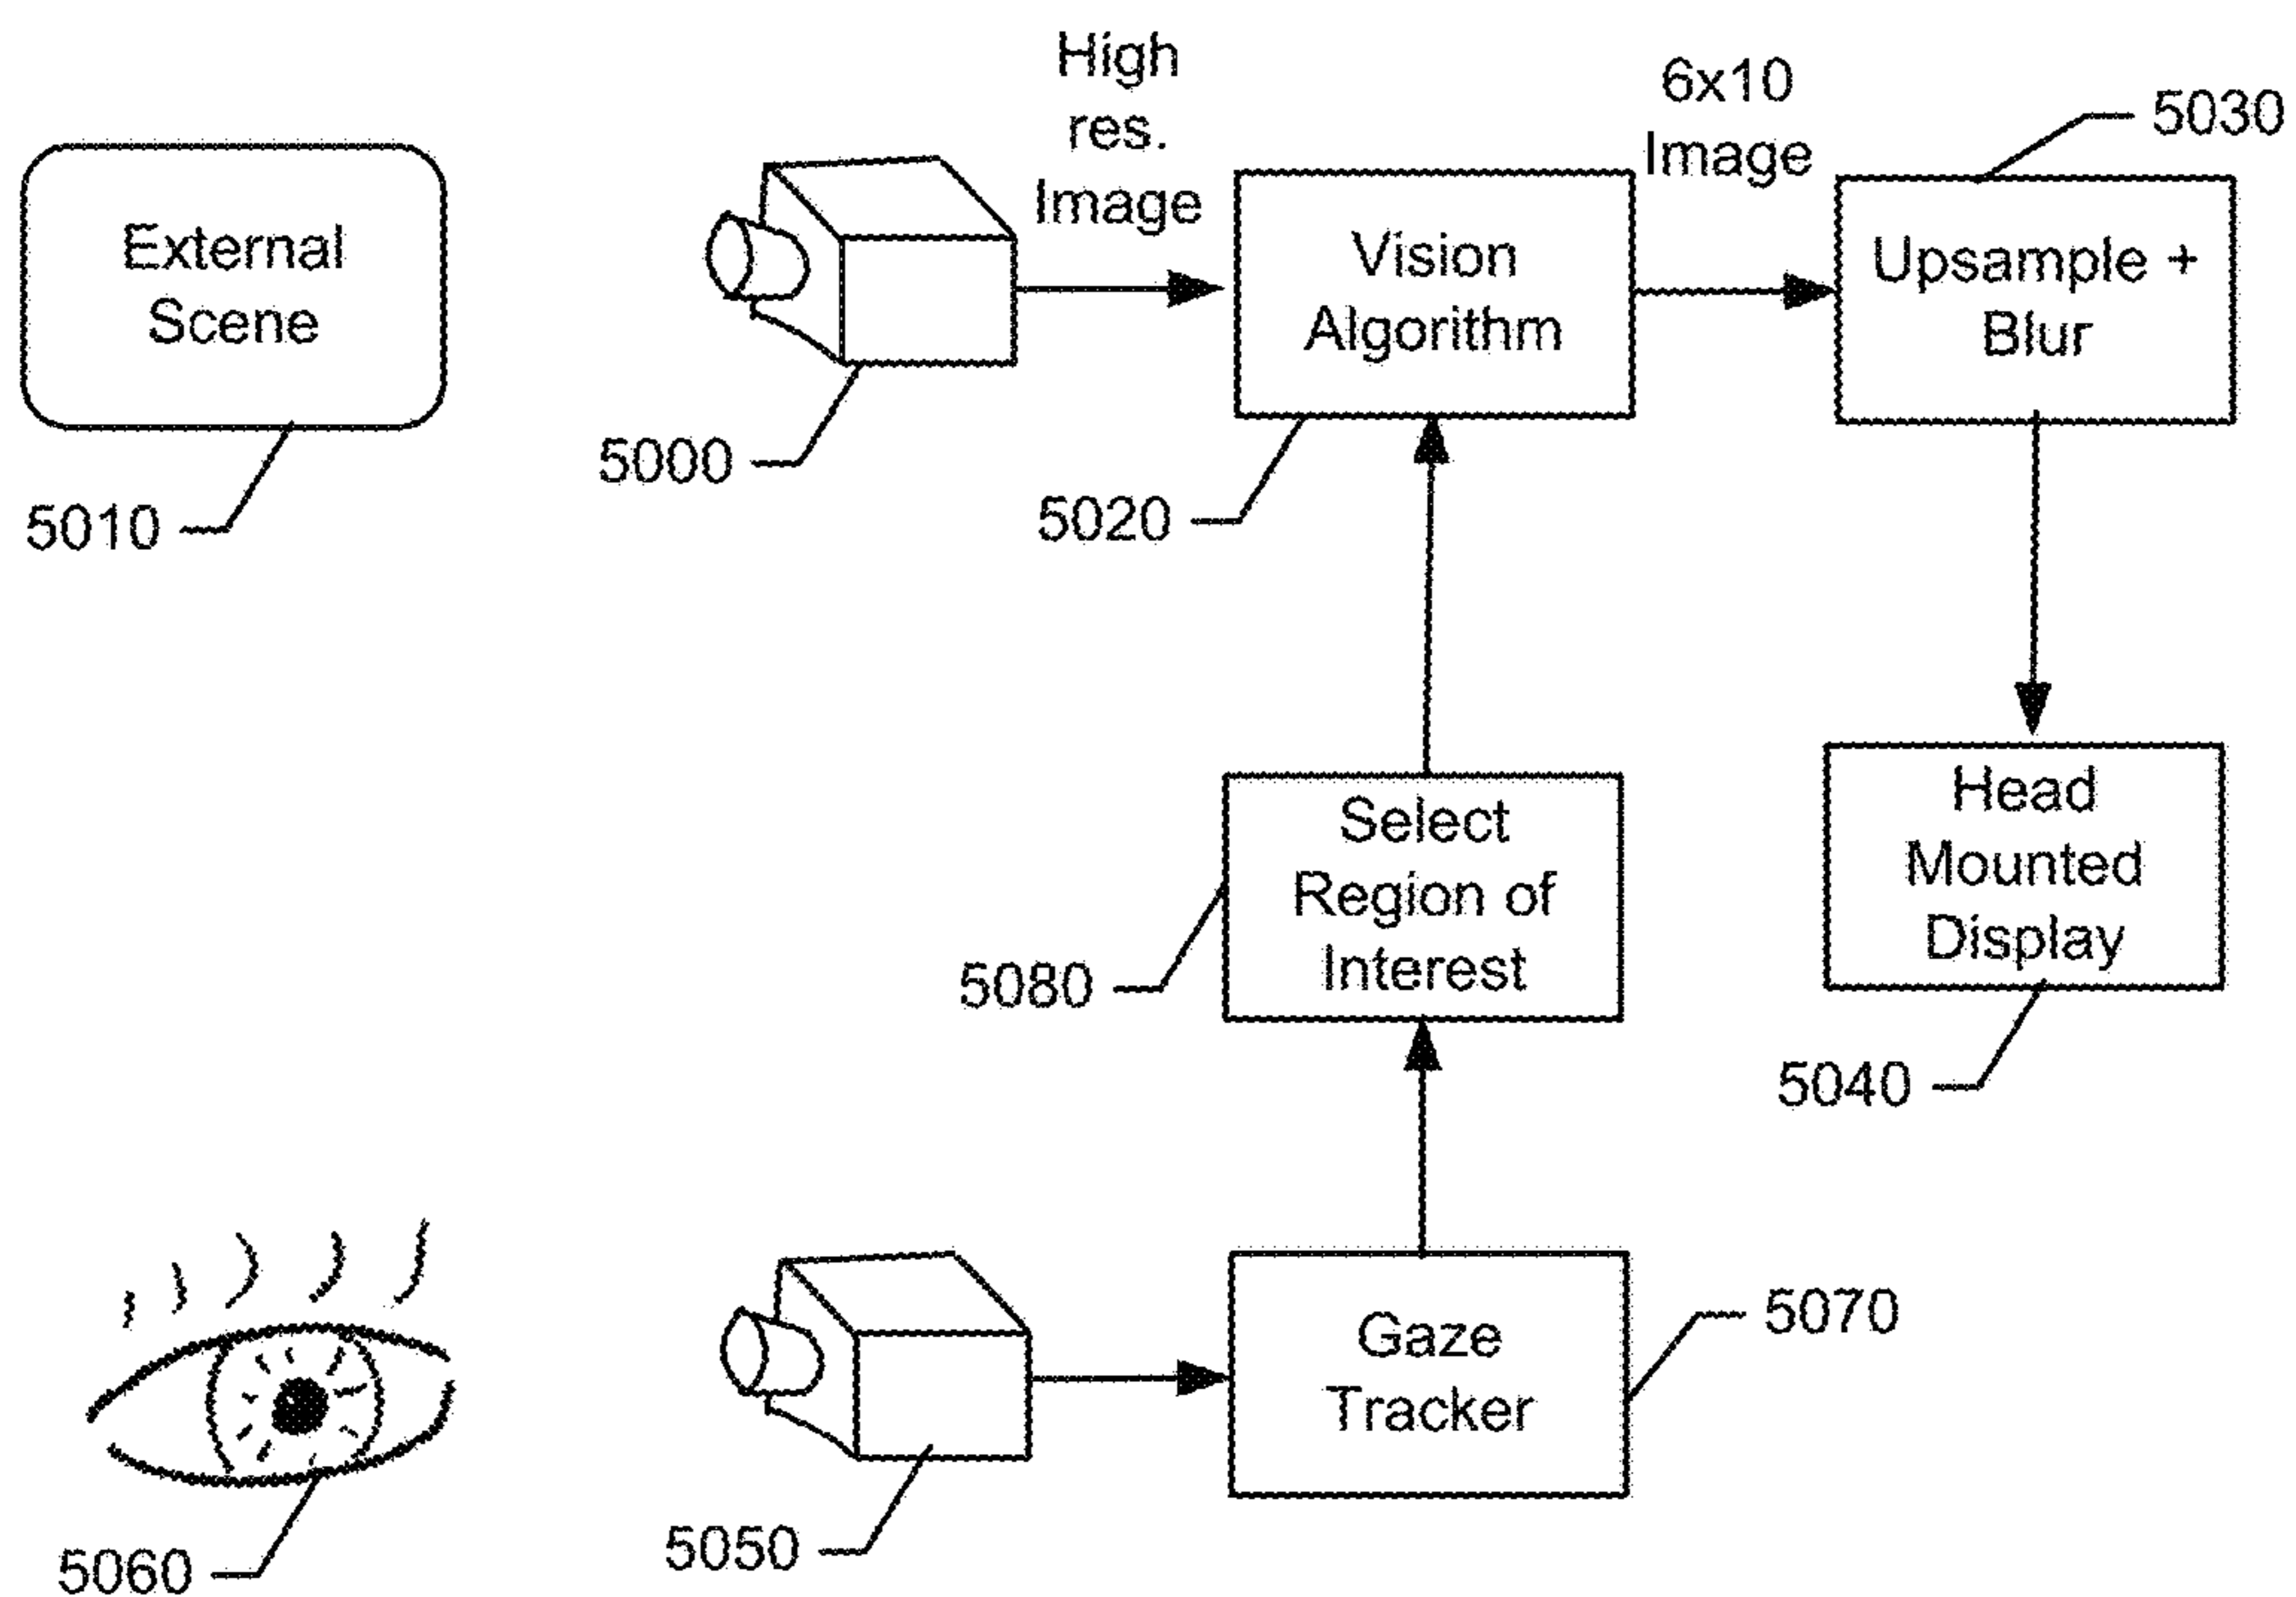 High
res.
Image
6x10
Image
5030
External
Scene
Vision
Algorithm
Upsample +
Blur
5000
5010
5020
Select
Region of
Interest
Head
Mounted
Display
5080
5040
Gaze
Tracker
5070
5050
5060